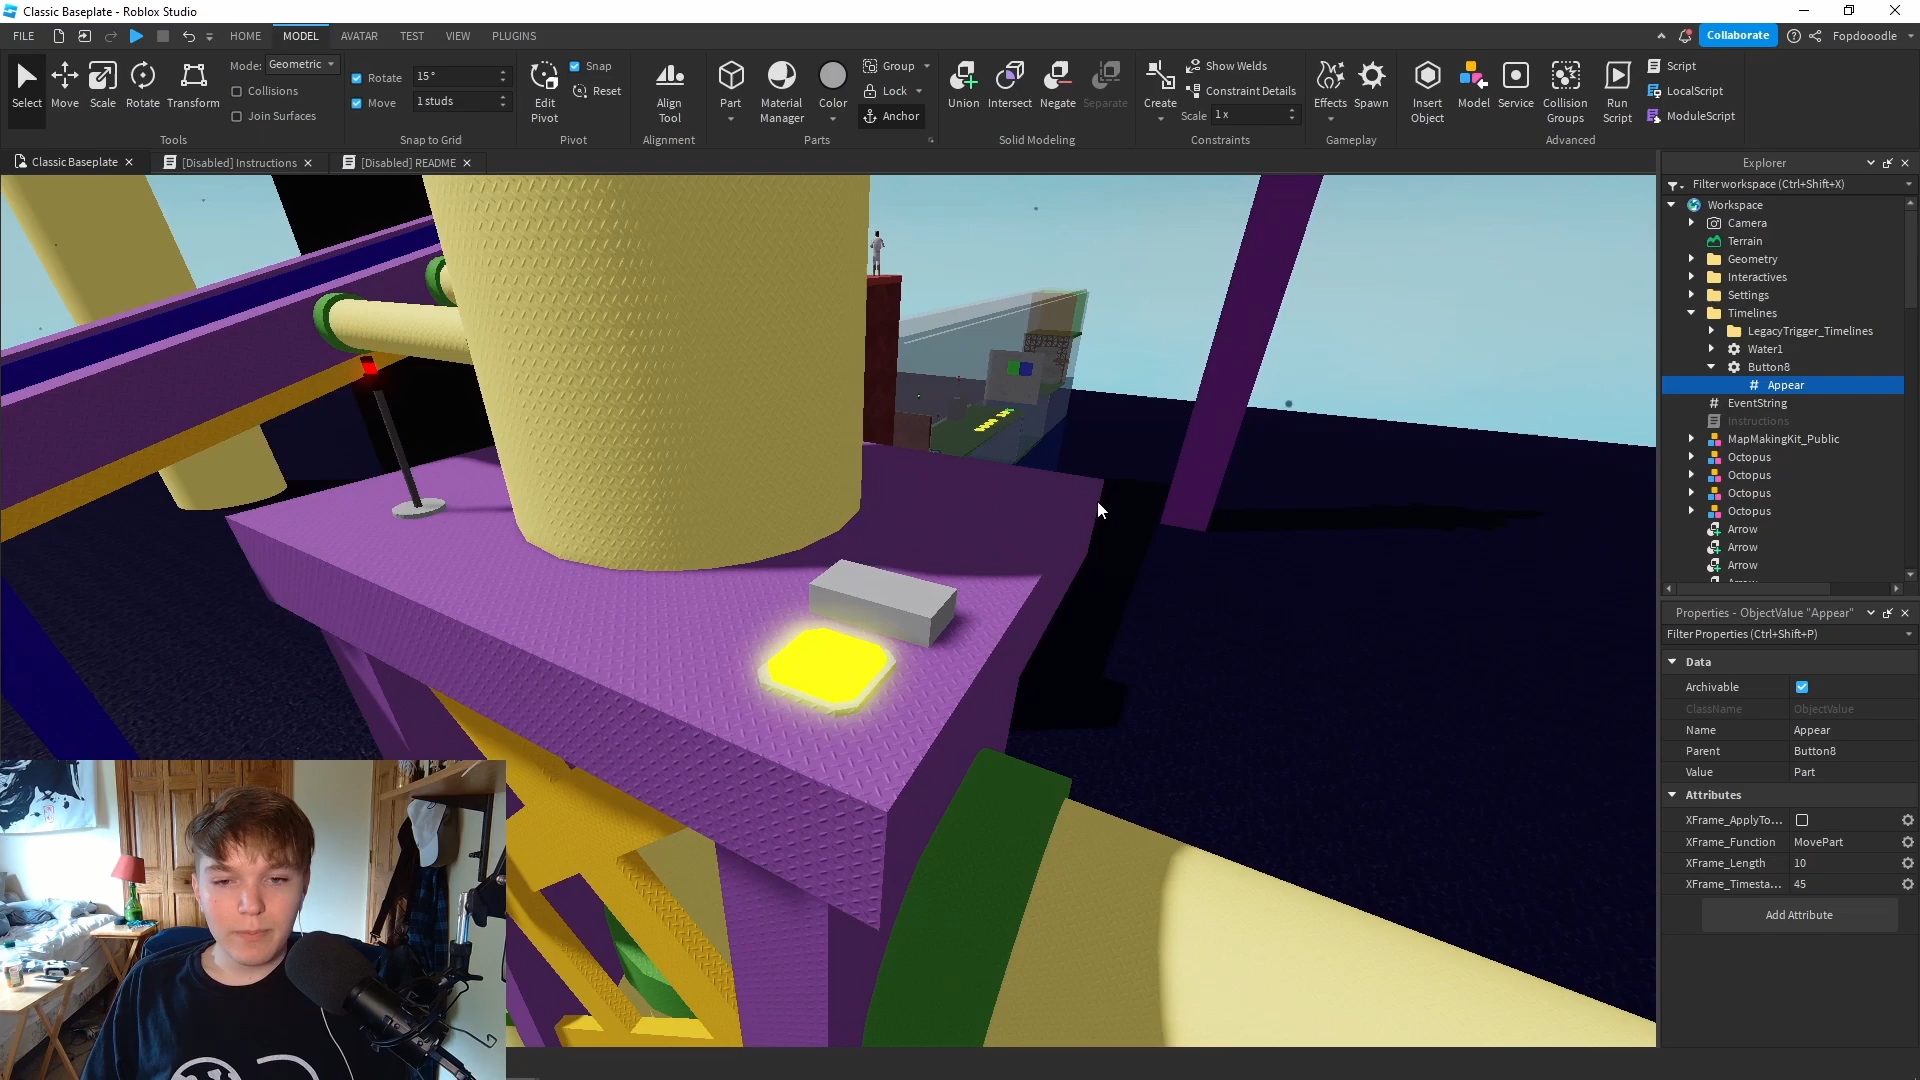 Classic Baseplate - Roblox Studio
FILE
HOME
MODEL
AVATAR
TEST
VIEW
PLUGINS
Collaborate
Fopdooodle
Select
Move
Scale
Rotate
Transform
Mode:
Geometric
Collisions
Join Surfaces
Tools
Rotate
15°
Move
1 studs
Snap to Grid
Edit Pivot
Snap
Reset
Pivot
Align Tool
Alignment
Part
Material Manager
Color
Group
Lock
Anchor
Parts
Union
Intersect
Negate
Separate
Solid Modeling
Create
Show Welds
Constraint Details
Scale
1 x
Constraints
Effects
Spawn
Gameplay
Insert Object
Model
Service
Collision Groups
Run Script
Script
LocalScript
ModuleScript
Advanced
Classic Baseplate
[Disabled] Instructions
[Disabled] README
Explorer
Filter workspace (Ctrl+Shift+X)
Workspace
Camera
Terrain
Geometry
Interactives
Settings
Timelines
LegacyTrigger_Timelines
Water1
Button8
Appear
EventString
Instructions
MapMakingKit_Public
Octopus
Octopus
Octopus
Octopus
Arrow
Arrow
Arrow
Properties - ObjectValue "Appear"
Filter Properties (Ctrl+Shift+P)
Data
Archivable
ClassName ObjectValue
Name Appear
Parent Button8
Value Part
Attributes
XFrame_ApplyTo...
XFrame_Function MovePart
XFrame_Length 10
XFrame_Timesta... 45
Add Attribute